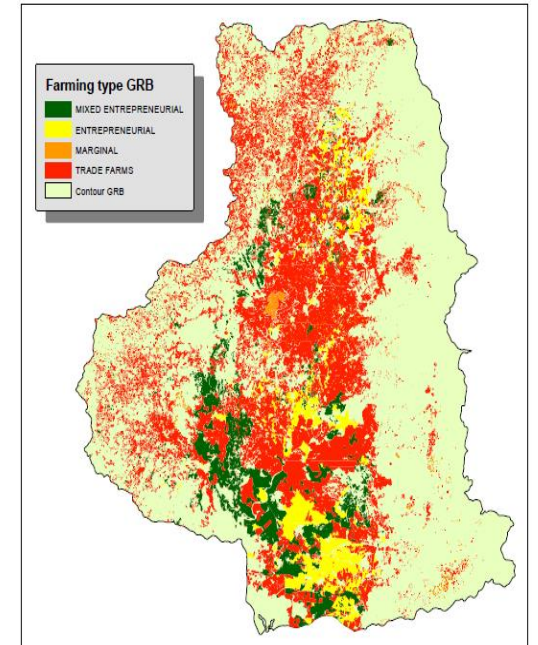 Farming type GRB
MIXED ENTREPRENEURIAL
ENTREPRENEURIAL
MARGINAL
TRADE FARMS
Contour GRB